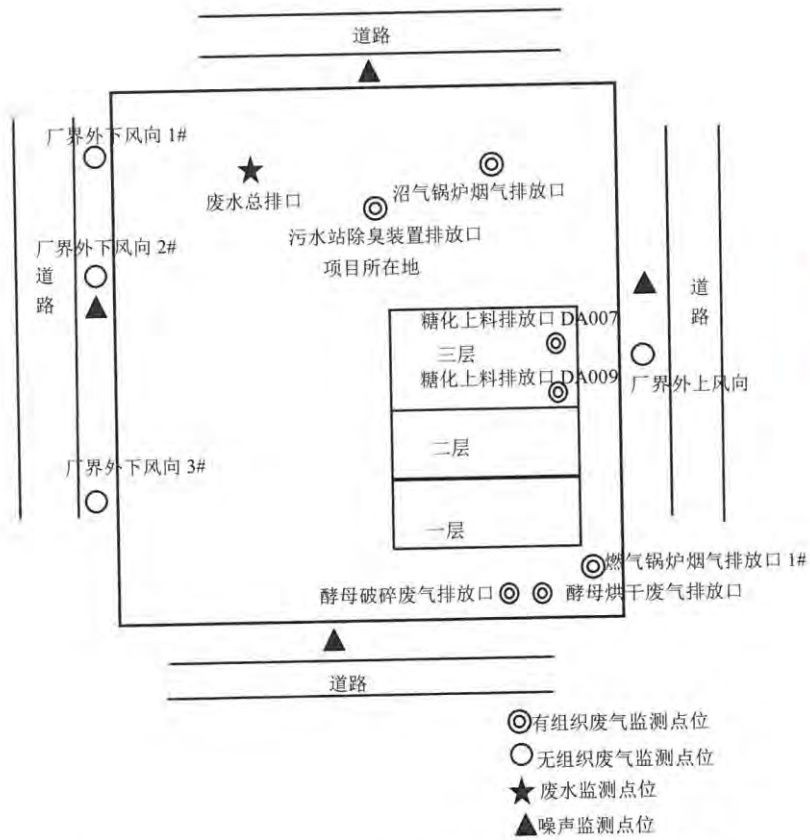 道路
厂界外下风向 1#
废水总排口
沼气锅炉烟气排放口
污水站除臭装置排放口
厂界外下风向 2#
项目所在地
道路
道路
糖化上料排放口 DA007
三层
糖化上料排放口 DA009
厂界外上风向
二层
厂界外下风向 3#
一层
燃气锅炉烟气排放口 1#
酵母破碎废气排放口
酵母烘干废气排放口
道路
有组织废气监测点位
无组织废气监测点位
废水监测点位
噪声监测点位